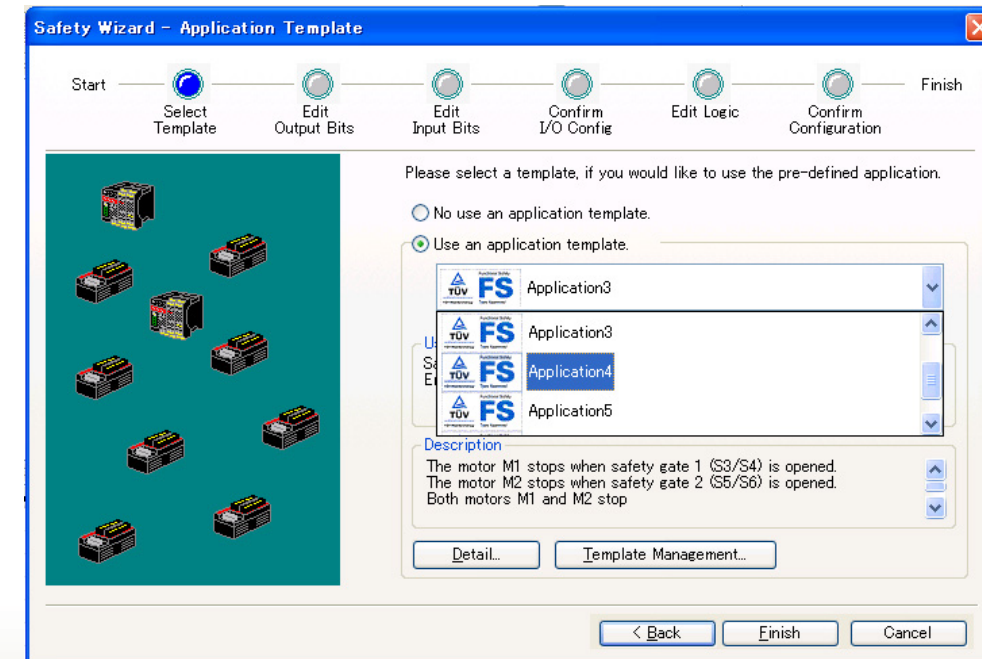 Safety Wizard - Application Template
Start
Select Template
Edit Output Bits
Edit Input Bits
Confirm I/O Config
Edit Logic
Confirm Configuration
Finish
Please select a template, if you would like to use the pre-defined application.
No use an application template.
Use an application template.
TÜV FS Application3
TÜV FS Application3
TÜV FS Application4
TÜV FS Application5
Description
The motor M1 stops when safety gate 1 (S3/S4) is opened.
The motor M2 stops when safety gate 2 (S5/S6) is opened.
Both motors M1 and M2 stop
Detail...
Template Management...
< Back
Finish
Cancel